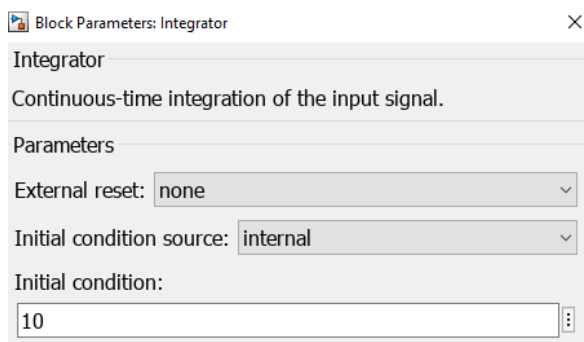 Block Parameters: Integrator
Integrator
Continuous-time integration of the input signal.
Parameters
External reset: none
Initial condition source: internal
Initial condition:
10